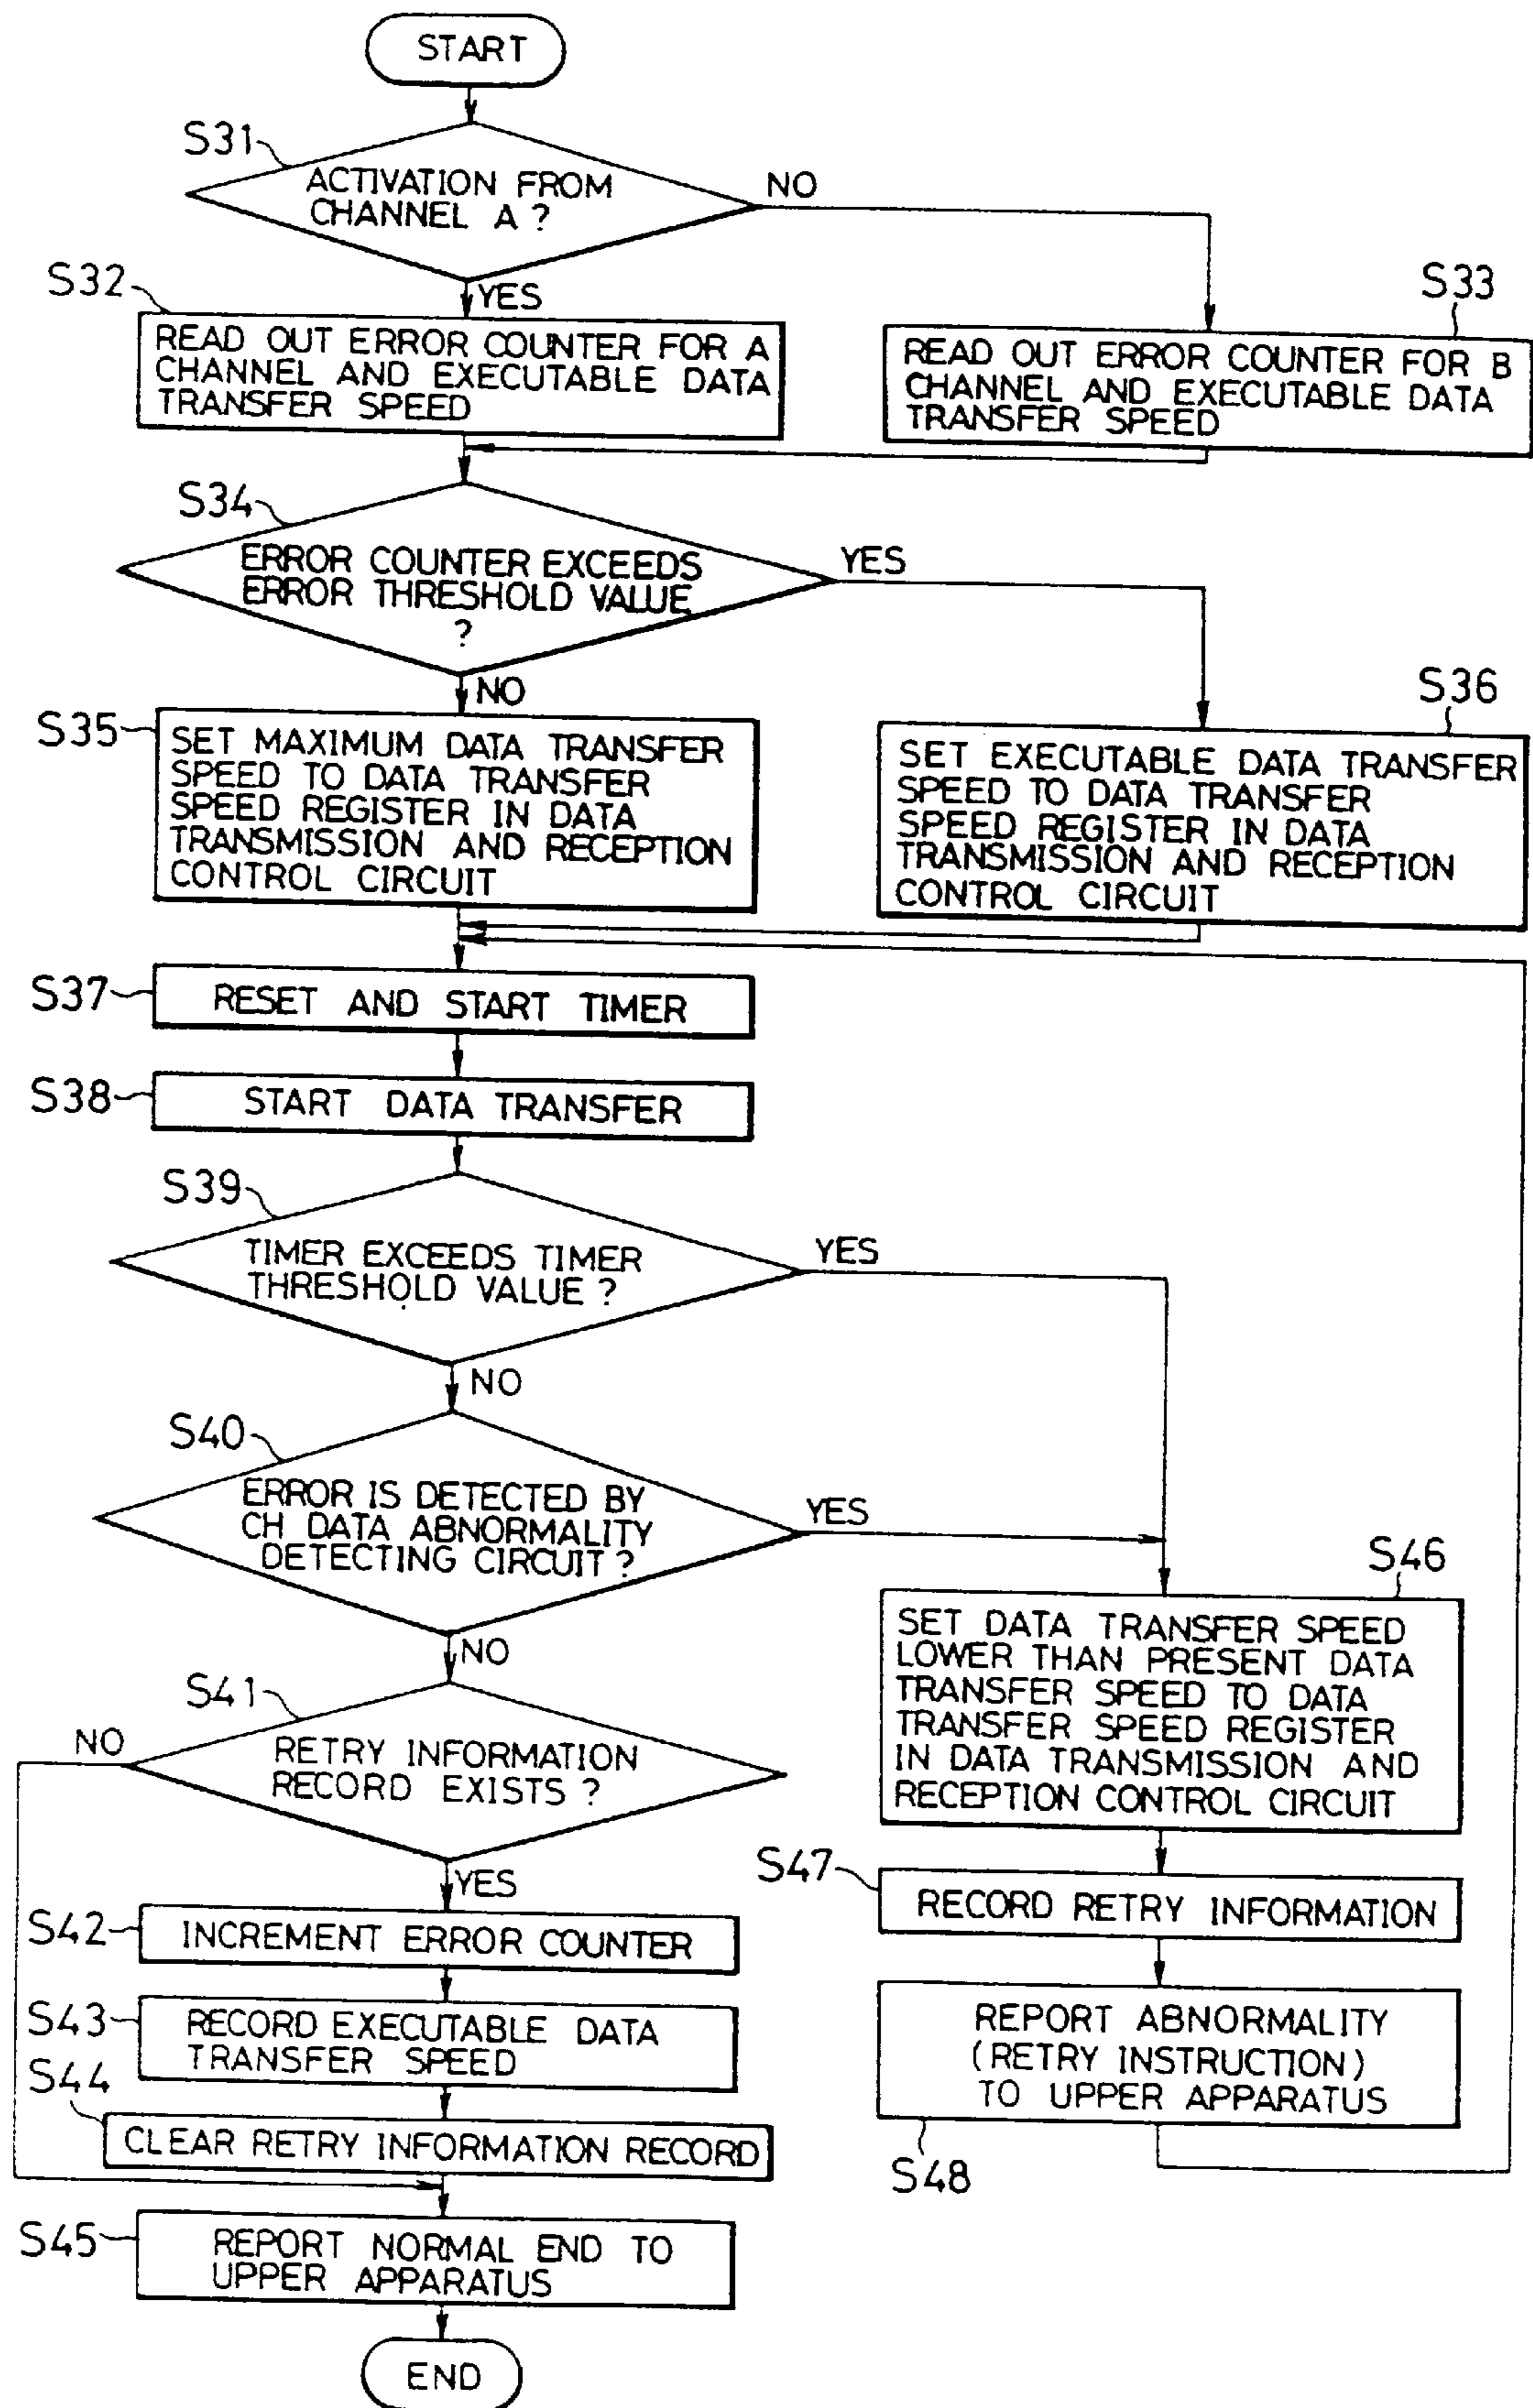 START
S31
ACTIVATION FROM
CHANNEL A ?
NO
YES
S32
READ OUT ERROR COUNTER FOR A
CHANNEL AND EXECUTABLE DATA
TRANSFER SPEED
S33
READ OUT ERROR COUNTER FOR B
CHANNEL AND EXECUTABLE DATA
TRANSFER SPEED
S34
ERROR COUNTER EXCEEDS
ERROR THRESHOLD VALUE
?
YES
NO
S35
SET MAXIMUM DATA TRANSFER
SPEED TO DATA TRANSFER
SPEED REGISTER IN DATA
TRANSMISSION AND RECEPTION
CONTROL CIRCUIT
S36
SET EXECUTABLE DATA TRANSFER
SPEED TO DATA TRANSFER
SPEED REGISTER IN DATA
TRANSMISSION AND RECEPTION
CONTROL CIRCUIT
S37
RESET AND START TIMER
S38
START DATA TRANSFER
S39
TIMER EXCEEDS TIMER
THRESHOLD VALUE ?
YES
NO
S40
ERROR IS DETECTED BY
CH DATA ABNORMALITY
DETECTING CIRCUIT ?
YES
NO
S41
RETRY INFORMATION
RECORD EXISTS ?
NO
YES
S42
INCREMENT ERROR COUNTER
S43
RECORD EXECUTABLE DATA
TRANSFER SPEED
S44
CLEAR RETRY INFORMATION RECORD
S45
REPORT NORMAL END TO
UPPER APPARATUS
END
S46
SET DATA TRANSFER SPEED
LOWER THAN PRESENT DATA
TRANSFER SPEED TO DATA
TRANSFER SPEED REGISTER
IN DATA TRANSMISSION AND
RECEPTION CONTROL CIRCUIT
S47
RECORD RETRY INFORMATION
REPORT ABNORMALITY
(RETRY INSTRUCTION)
TO UPPER APPARATUS
S48